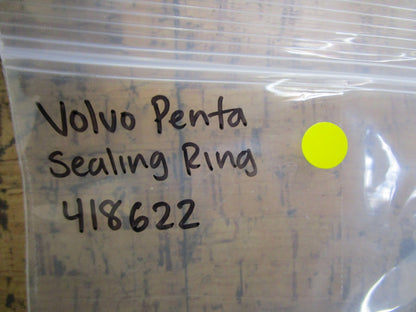 Volvo Penta
Sealing Ring
418622